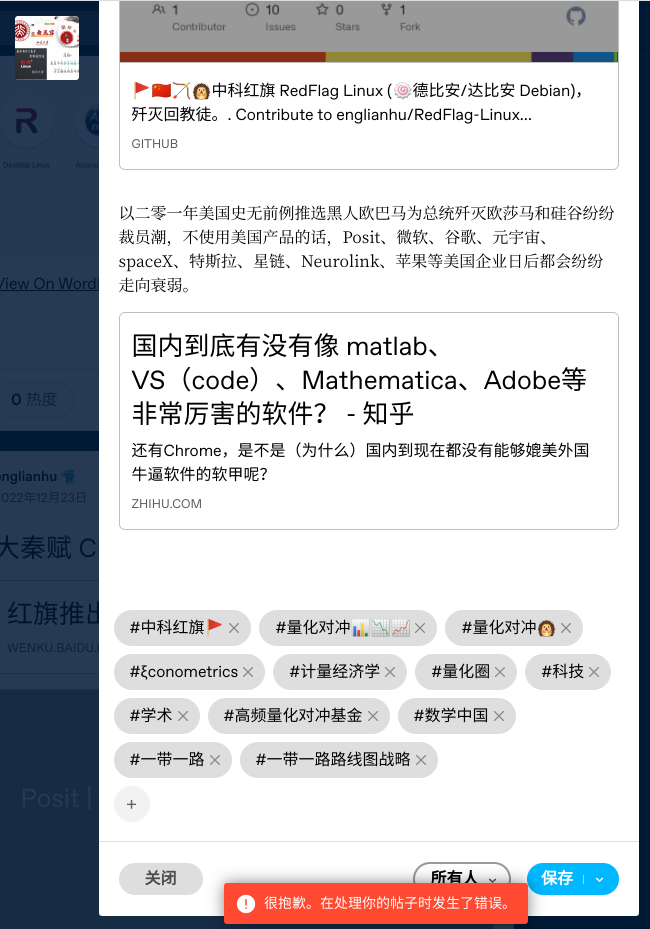 1
Contributor
10
Issues
0
Stars
1
Fork
🚩🇨🇳🏹👩中科红旗 RedFlag Linux (🍥德比安/达比安 Debian)，
歼灭回教徒。. Contribute to englianhu/RedFlag-Linux...
GITHUB
以二零一年美国史无前例推选黑人欧巴马为总统歼灭欧莎马和硅谷纷纷
裁员潮，不使用美国产品的话，Posit、微软、谷歌、元宇宙、
spaceX、特斯拉、星链、Neurolink、苹果等美国企业日后都会纷纷
走向衰弱。
国内到底有没有像 matlab、
VS（code）、Mathematica、Adobe等
非常厉害的软件？ - 知乎
还有Chrome，是不是（为什么）国内到现在都没有能够媲美外国
牛逼软件的软甲呢？
ZHIHU.COM
#中科红旗🚩
#量化对冲📊📉📈
#量化对冲👩
#ξconometrics
#计量经济学
#量化圈
#科技
#学术
#高频量化对冲基金
#数学中国
#一带一路
#一带一路路线图战略
+
关闭
所有人
保存
很抱歉。在处理你的帖子时发生了错误。
Desktop Linux
View On Word
0 热度
englianhu
2022年12月23日
大秦赋 C
红旗推出
WENKU.BAIDU.
Posit |